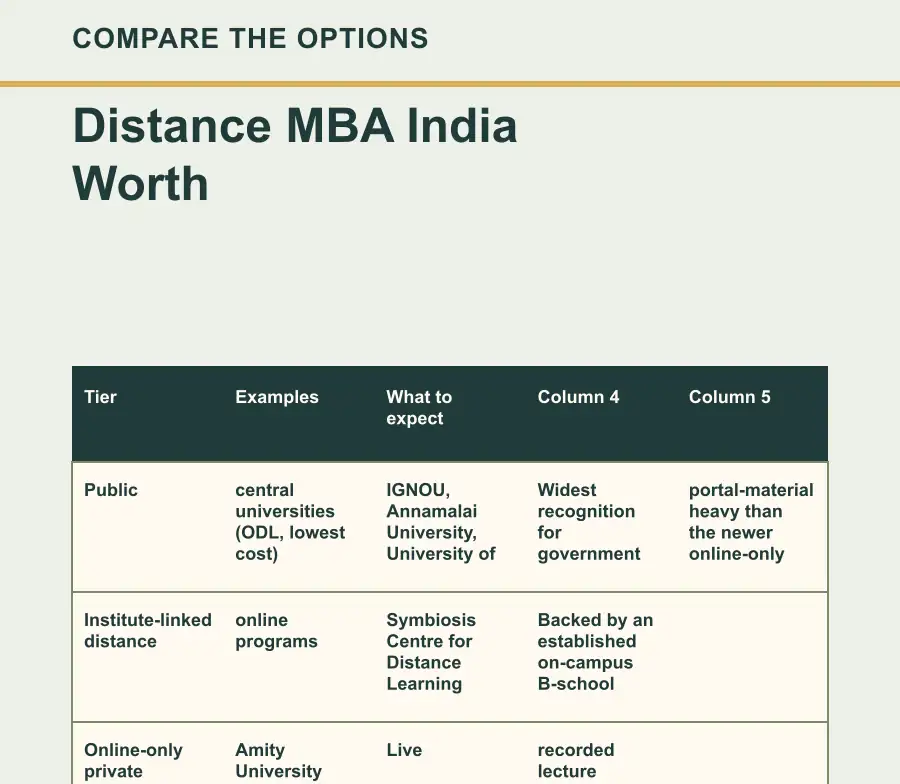 COMPARE THE OPTIONS
Distance MBA India
Worth
Tier
Examples
What to
expect
Column 4
Column 5
Public
central
universities
(ODL, lowest
cost)
IGNOU,
Annamalai
University,
University of
Widest
recognition
for
government
portal-material
heavy than
the newer
online-only
Institute-linked
distance
online
programs
Symbiosis
Centre for
Distance
Learning
Backed by an
established
on-campus
B-school
Online-only
private
Amity
University
Live
recorded
lecture